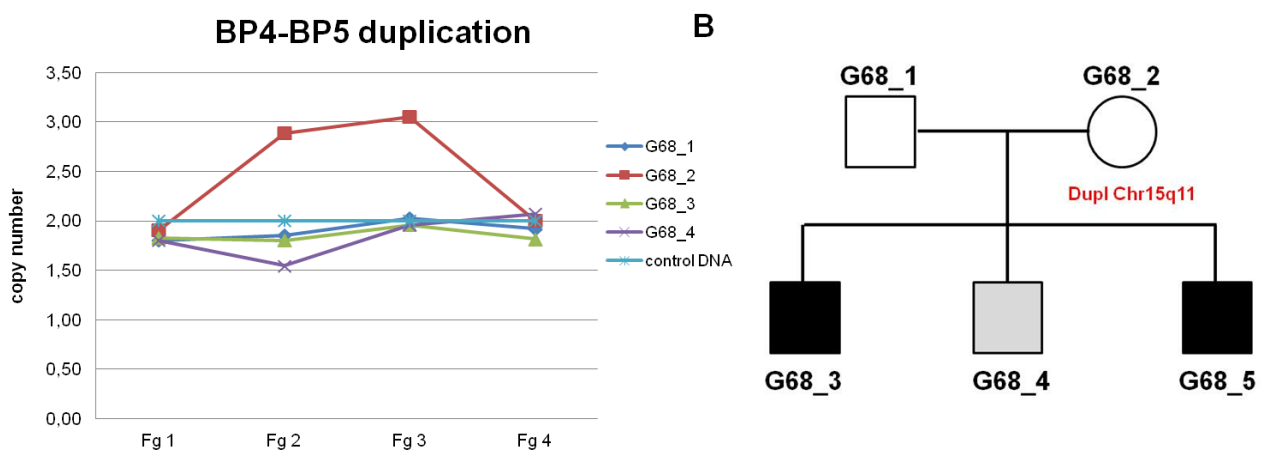 BP4-BP5 duplication
copy number
3,50
3,00
2,50
2,00
1,50
1,00
0,50
0,00
Fg 1
Fg 2
Fg 3
Fg 4
G68_1
G68_2
G68_3
G68_4
control DNA
B
G68_1
G68_2
Dupl Chr15q11
G68_3
G68_4
G68_5